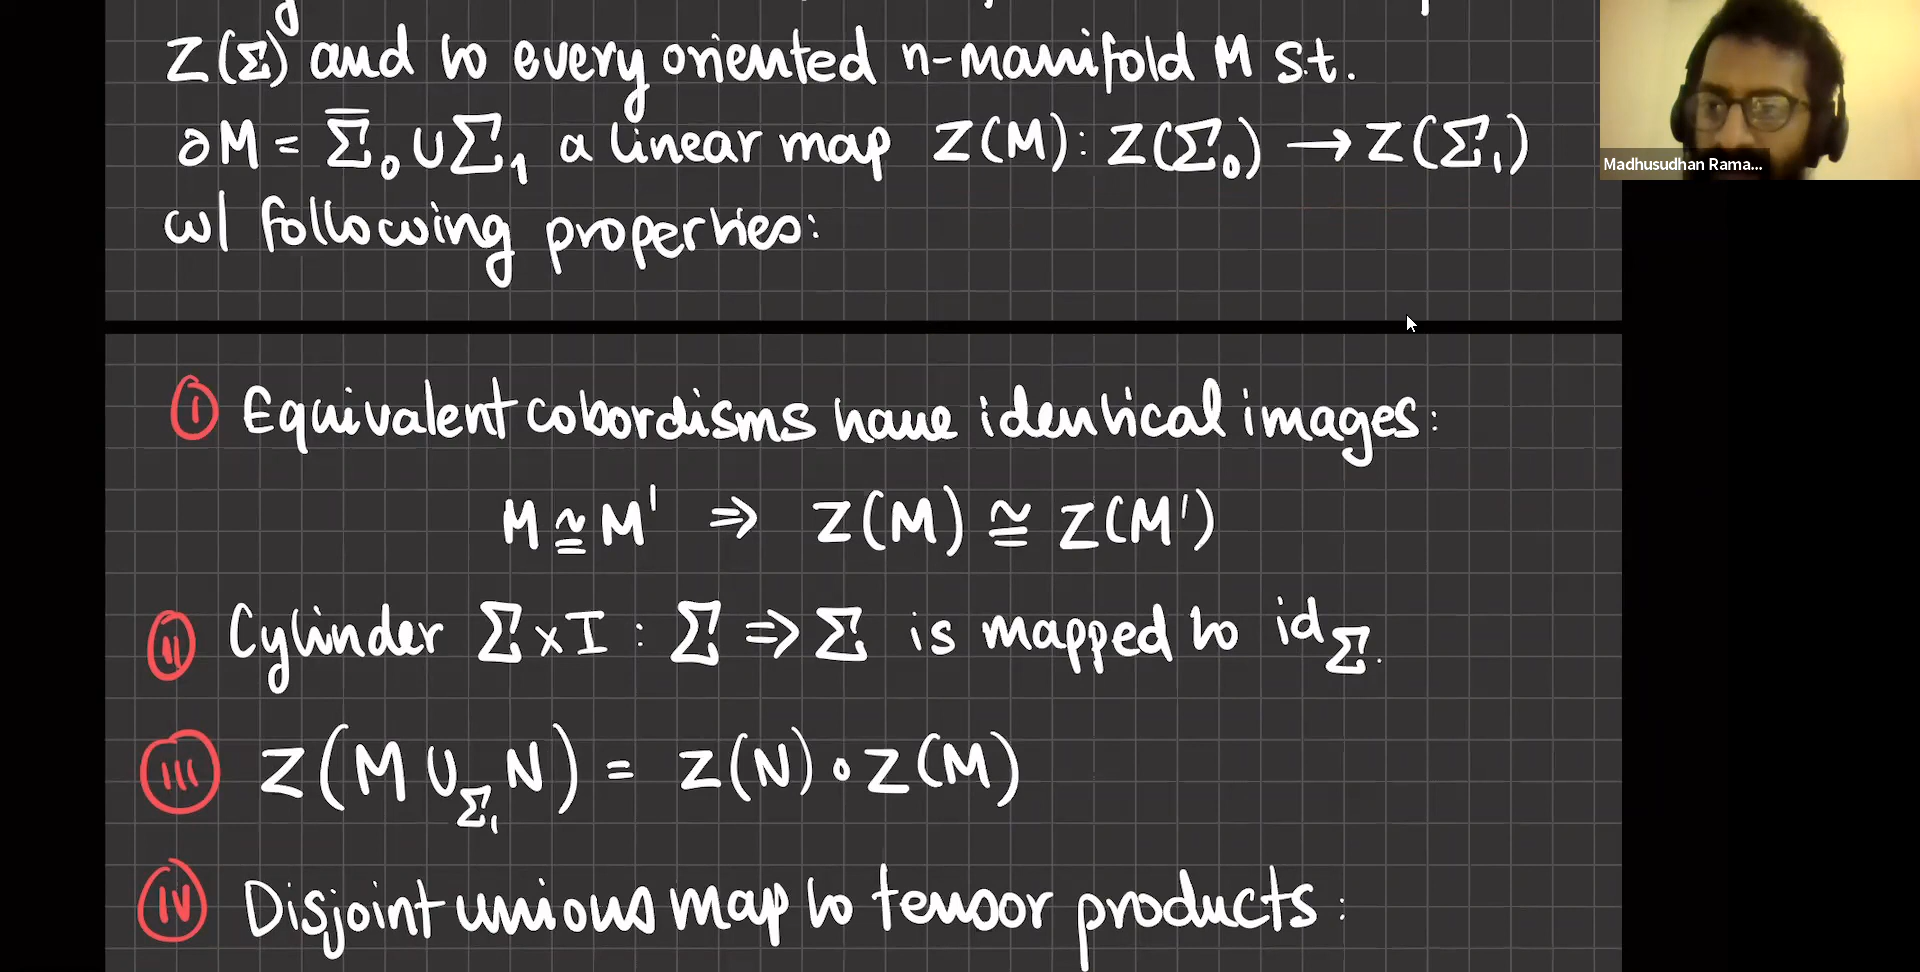 Z(Σ) and to every oriented n-manifold M s.t.
∂M = Σ̅₀ ∪ Σ₁ a linear map Z(M): Z(Σ₀) → Z(Σ₁)
w/ following properties:
Madhusudhan Rama...
(i) Equivalent cobordisms have identical images:
M ≅ M' ⇒ Z(M) ≅ Z(M')
(ii) Cylinder Σ×I : Σ ⇒ Σ is mapped to id_Σ.
(iii) Z(M ∪_Σ₁ N) = Z(N)∘Z(M)
(iv) Disjoint unions map to tensor products: